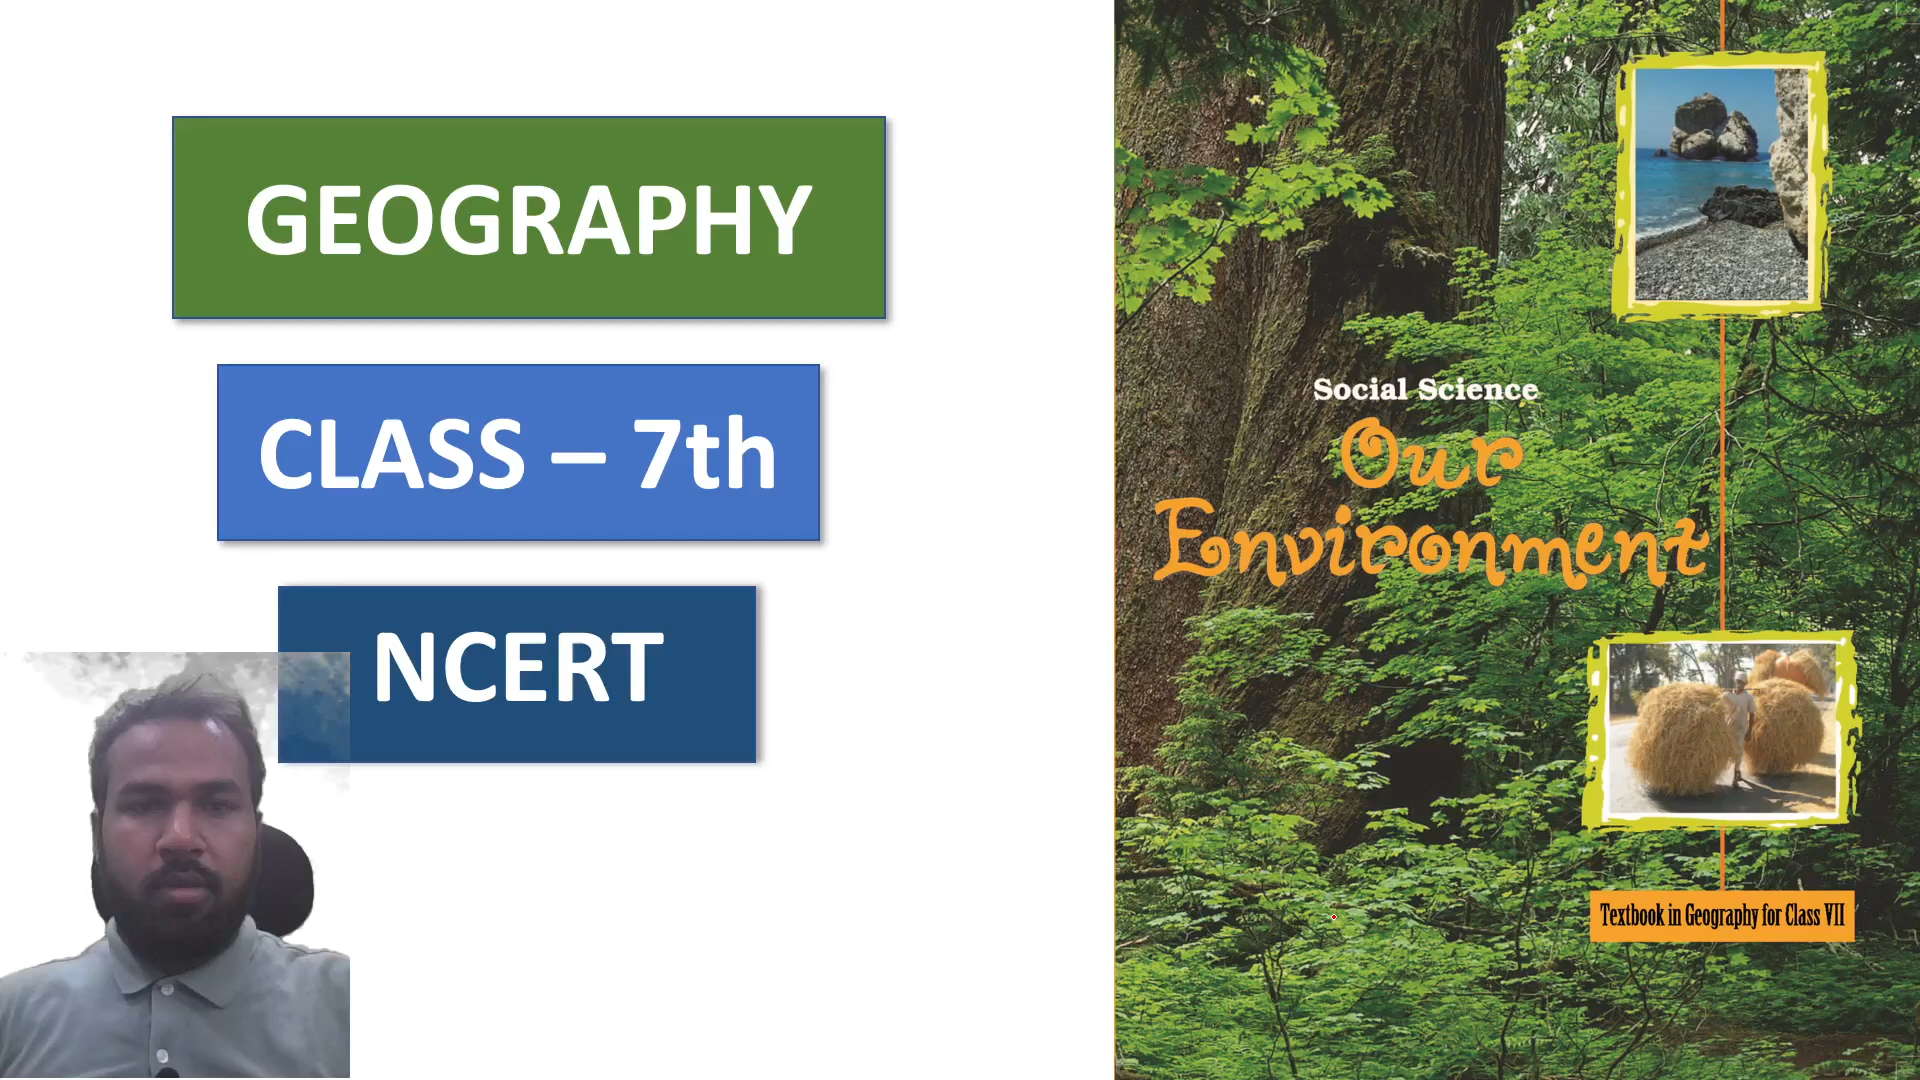 GEOGRAPHY
CLASS – 7th
NCERT
Social Science
Our
Environment
Textbook in Geography for Class VII